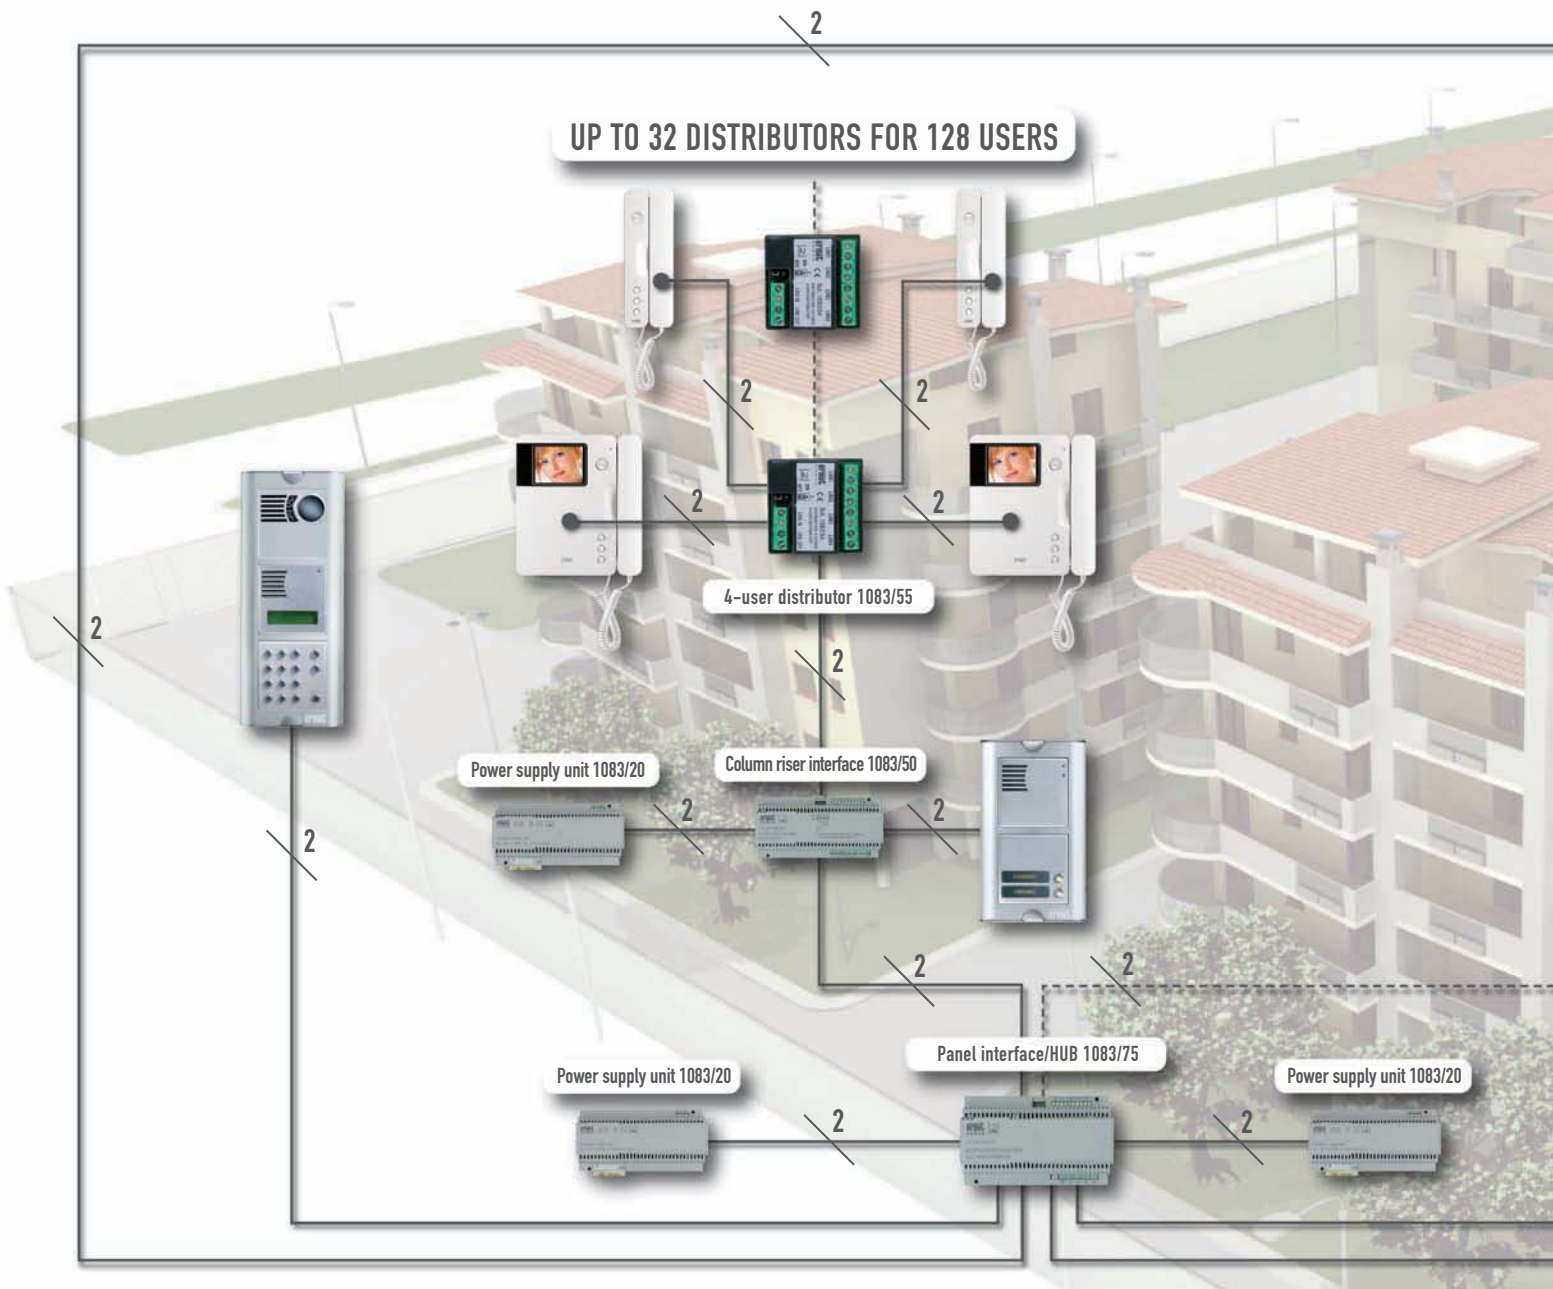 2
UP TO 32 DISTRIBUTORS FOR 128 USERS
2
2
2
2
4-user distributor 1083/55
2
2
Power supply unit 1083/20
Column riser interface 1083/50
2
2
2
2
2
Panel interface/HUB 1083/75
Power supply unit 1083/20
Power supply unit 1083/20
2
2